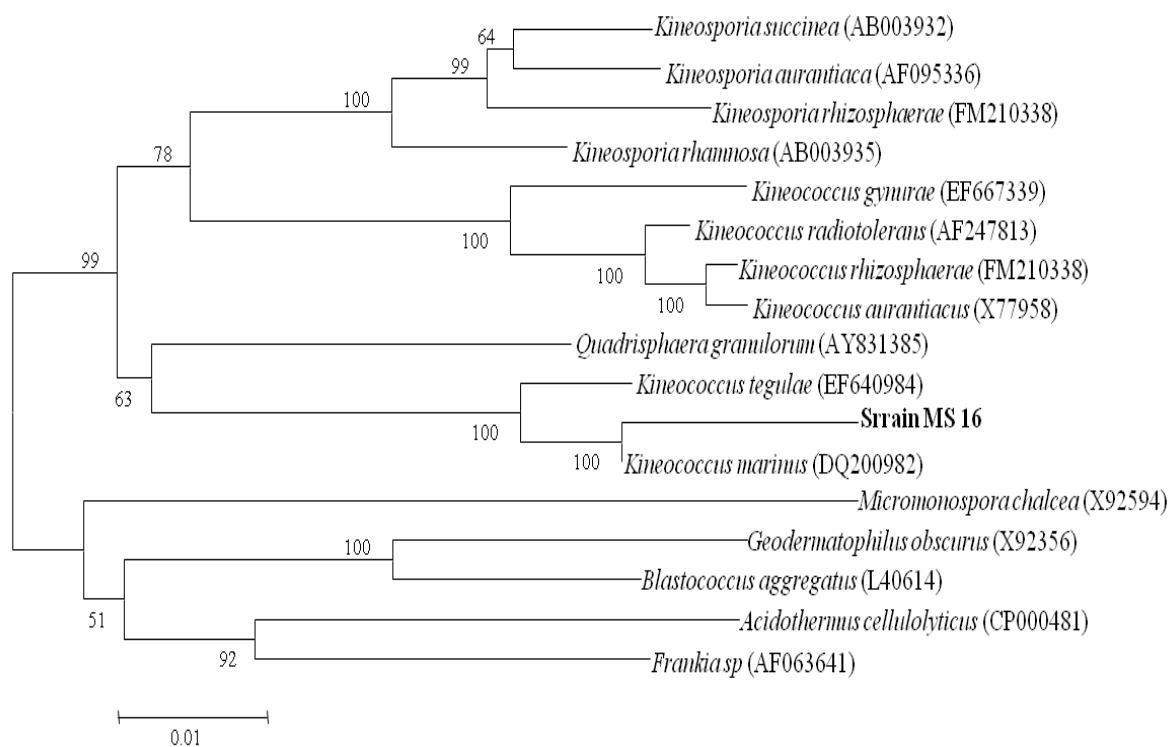 64
Kineosporia succinea (AB003932)
99
Kineosporia aurantiaca (AF095336)
100
Kineosporia rhizosphaerae (FM210338)
78
Kineosporia rhamnosa (AB003935)
Kineococcus gynurae (EF667339)
100
Kineococcus radiotolerans (AF247813)
99
100
Kineococcus rhizosphaerae (FM210338)
100
Kineococcus aurantiacus (X77958)
Quadrisphaera granulorum (AY831385)
63
Kineococcus tegulae (EF640984)
100
Srrain MS 16
100
Kineococcus marinus (DQ200982)
Micromonospora chalcea (X92594)
100
Geodermatophilus obscurus (X92356)
Blastococcus aggregatus (L40614)
51
Acidothermus cellulolyticus (CP000481)
92
Frankia sp (AF063641)
0.01